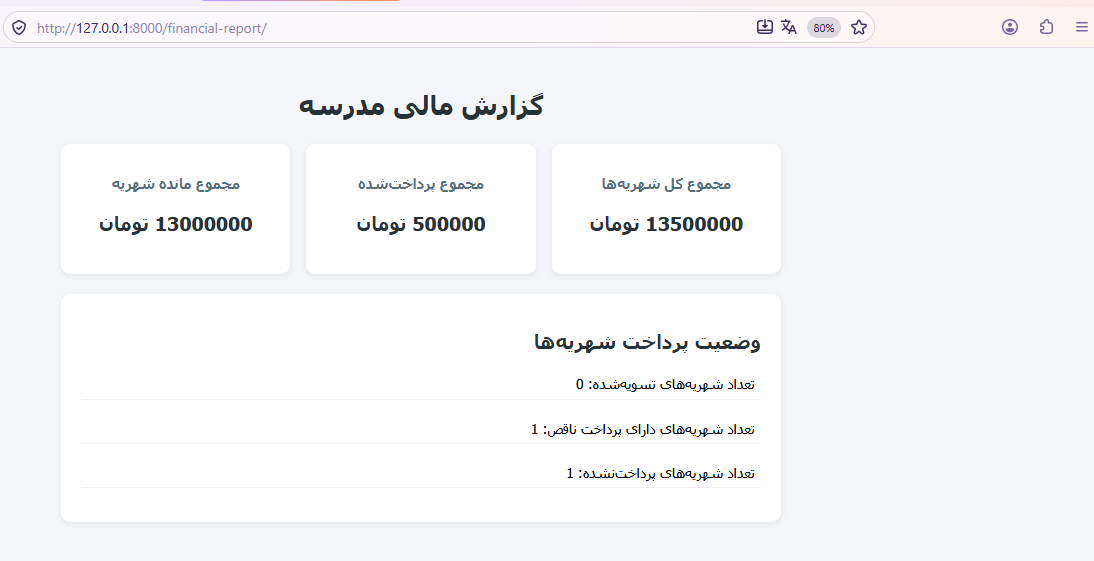 http://127.0.0.1:8000/financial-report/
80%
گزارش مالی مدرسه
مجموع کل شهریه‌ها
13500000 تومان
مجموع پرداخت‌شده
500000 تومان
مجموع مانده شهریه
13000000 تومان
وضعیت پرداخت شهریه‌ها
تعداد شهریه‌های تسویه‌شده: 0
تعداد شهریه‌های دارای پرداخت ناقص: 1
تعداد شهریه‌های پرداخت‌نشده: 1